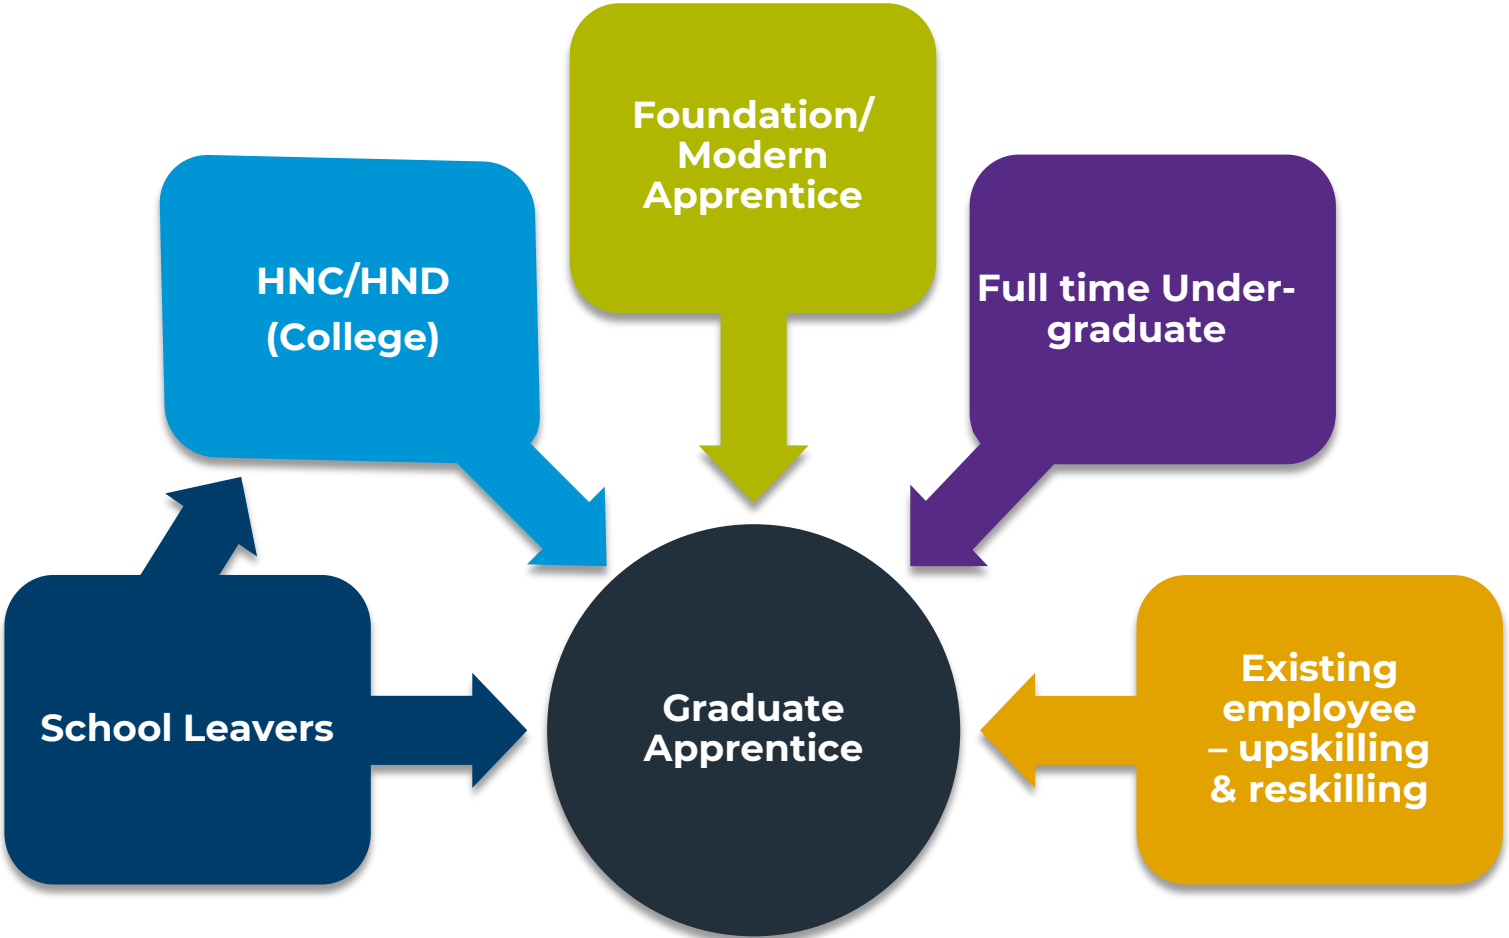 Foundation/
Modern
Apprentice
HNC/HND
(College)
Full time Under-
graduate
School Leavers
Graduate
Apprentice
Existing
employee
– upskilling
& reskilling